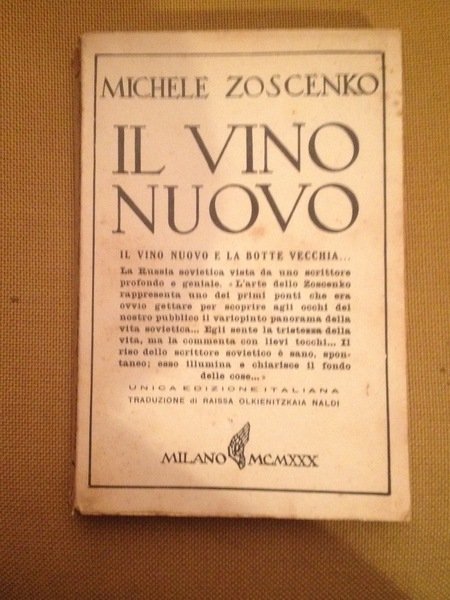 MICHELE ZOSCENKO
IL VINO
NUOVO
IL VINO NUOVO E LA BOTTE VECCHIA...
La Russia sovietica vista da uno scrittore
profondo e geniale. «L'arte dello Zoscenko
rappresenta uno dei primi ponti che era
ovvio gettare per scoprire agli occhi del
nostro pubblico il variopinto panorama della
vita sovietica... Egli sente la tristezza della
vita, ma la commenta con lievi tocchi... Il
riso dello scrittore sovietico è sano, spon-
taneo; esso illumina e chiarisce il fondo
delle cose...»
UNICA EDIZIONE ITALIANA
TRADUZIONE di RAISSA OLKIENITZKAIA NALDI
MILANO MCMXXX